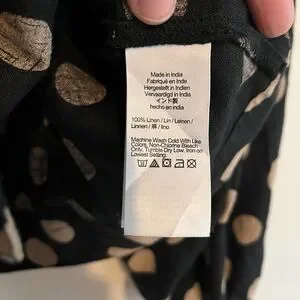 Made in India
Fabriqué en Inde
Hergestellt in Indien
Vervaardigd in India
インド製
hecho en India
100% Linen / Lin / Leinen /
Linnen / 麻 / lino
Machine Wash Cold With Like
Colors, Non-Chlorine Bleach
Only, Tumble Dry Low, Iron on
Lowest Setting.